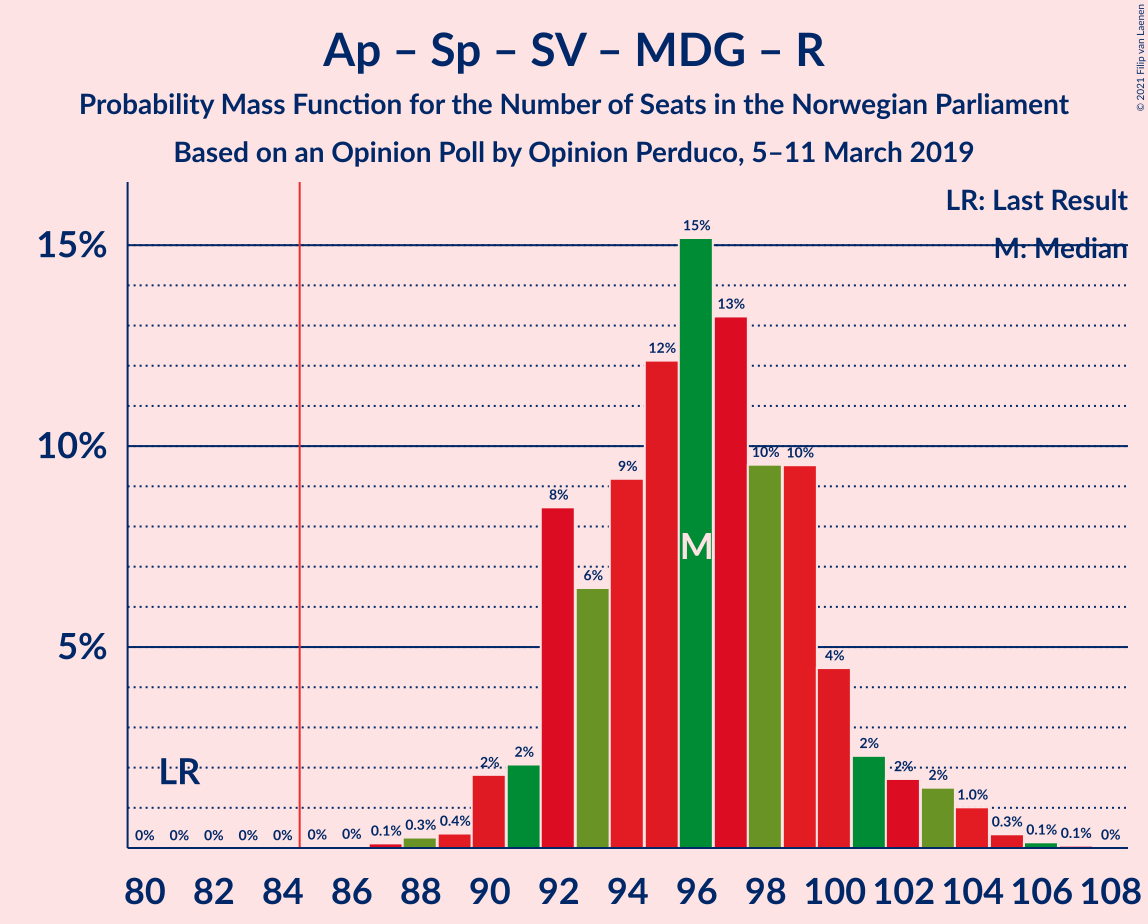 Ap – Sp – SV – MDG – R
Probability Mass Function for the Number of Seats in the Norwegian Parliament
Based on an Opinion Poll by Opinion Perduco, 5–11 March 2019
© 2021 Filip van Laenen
LR: Last Result
M: Median
15%
10%
5%
LR
M
0% 0% 0% 0% 0% 0% 0% 0.1% 0.3% 0.4% 2% 2% 8% 6% 9% 12% 15% 13% 10% 10% 4% 2% 2% 2% 1.0% 0.3% 0.1% 0.1% 0%
80 82 84 86 88 90 92 94 96 98 100 102 104 106 108